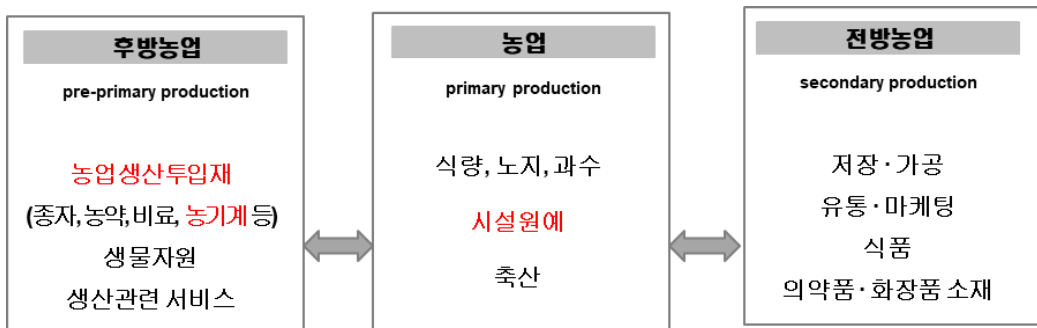 후방농업
pre-primary production
농업생산투입재
(종자,농약,비료, 농기계 등)
생물자원
생산관련 서비스
농업
primary production
식량, 노지, 과수
시설원예
축산
전방농업
secondary production
저장·가공
유통·마케팅
식품
의약품·화장품 소재